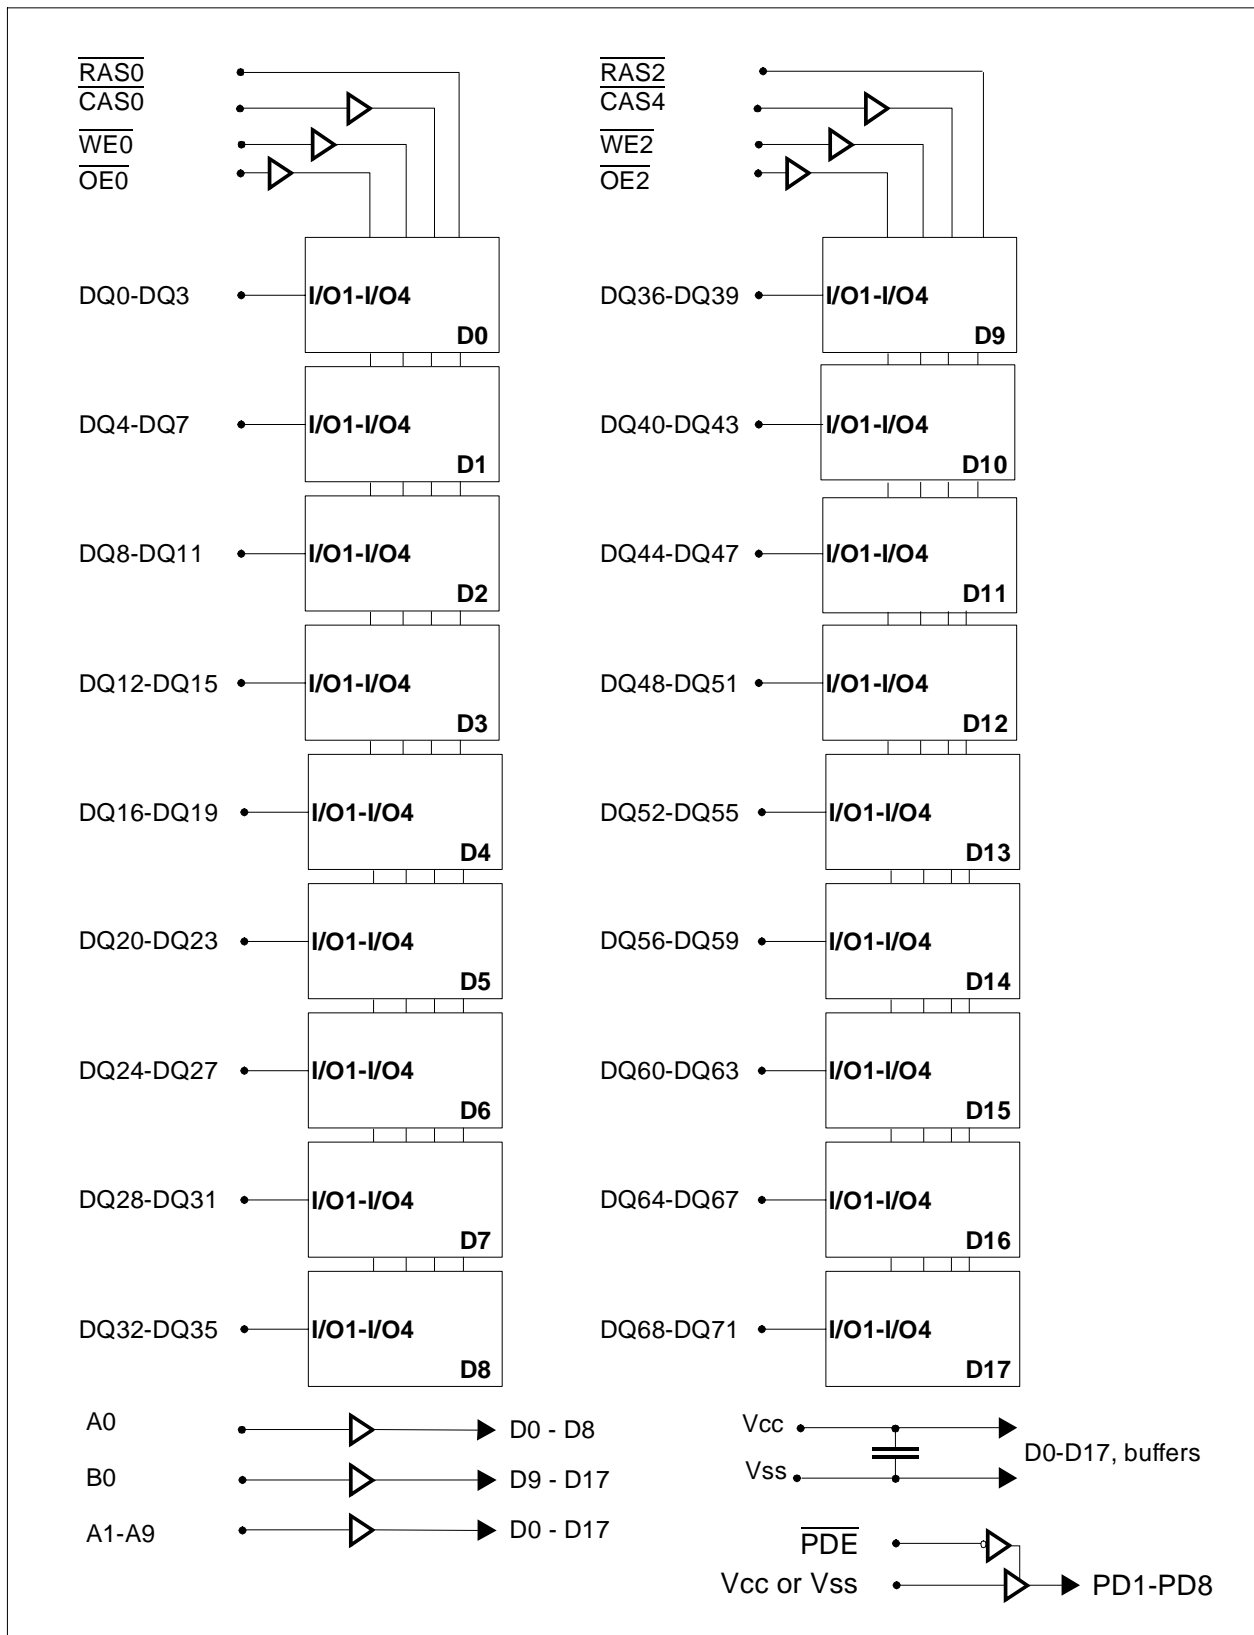 RAS0
CAS0
WE0
OE0
DQ0-DQ3
I/O1-I/O4
D0
DQ4-DQ7
I/O1-I/O4
D1
DQ8-DQ11
I/O1-I/O4
D2
DQ12-DQ15
I/O1-I/O4
D3
DQ16-DQ19
I/O1-I/O4
D4
DQ20-DQ23
I/O1-I/O4
D5
DQ24-DQ27
I/O1-I/O4
D6
DQ28-DQ31
I/O1-I/O4
D7
DQ32-DQ35
I/O1-I/O4
D8
RAS2
CAS4
WE2
OE2
DQ36-DQ39
I/O1-I/O4
D9
DQ40-DQ43
I/O1-I/O4
D10
DQ44-DQ47
I/O1-I/O4
D11
DQ48-DQ51
I/O1-I/O4
D12
DQ52-DQ55
I/O1-I/O4
D13
DQ56-DQ59
I/O1-I/O4
D14
DQ60-DQ63
I/O1-I/O4
D15
DQ64-DQ67
I/O1-I/O4
D16
DQ68-DQ71
I/O1-I/O4
D17
A0
D0 - D8
B0
D9 - D17
A1-A9
D0 - D17
Vcc
Vss
D0-D17, buffers
PDE
Vcc or Vss
PD1-PD8